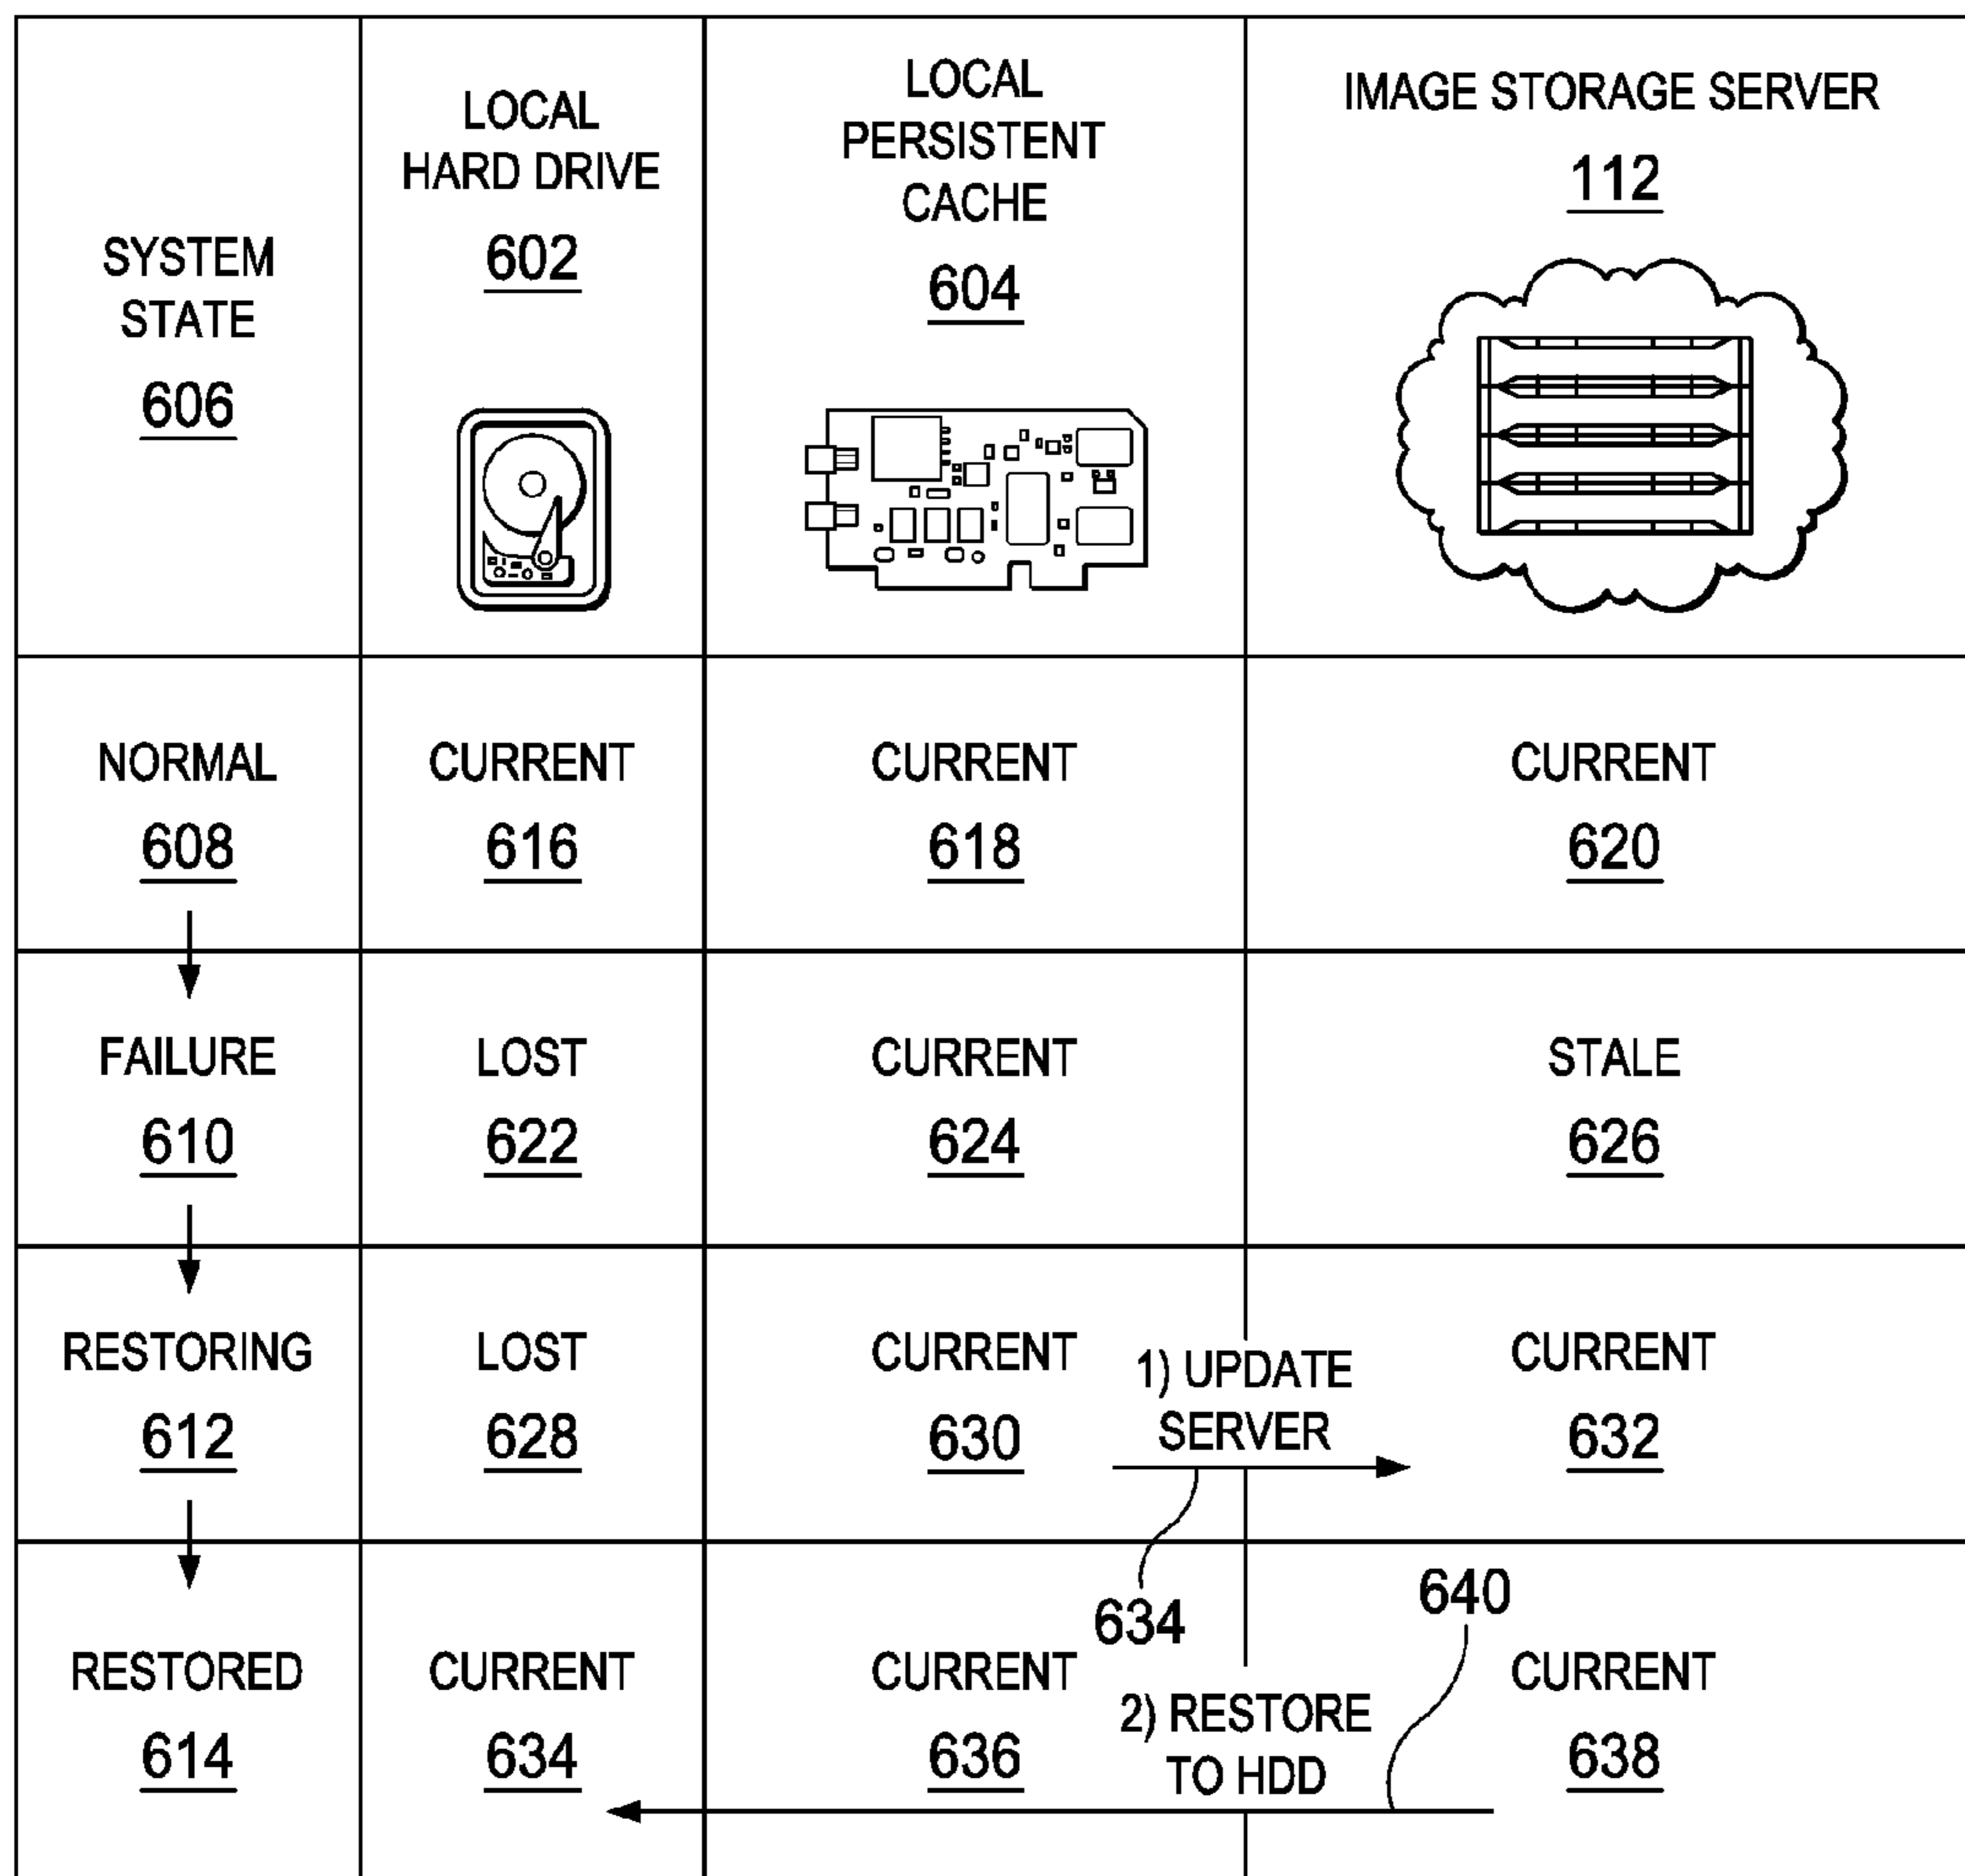 SYSTEM
STATE
606
LOCAL
HARD DRIVE
602
LOCAL
PERSISTENT
CACHE
604
IMAGE STORAGE SERVER
112
NORMAL
608
CURRENT
616
CURRENT
618
CURRENT
620
FAILURE
610
LOST
622
CURRENT
624
STALE
626
RESTORING
612
LOST
628
CURRENT
630
1) UPDATE
SERVER
634
CURRENT
632
RESTORED
614
CURRENT
634
CURRENT
636
2) RESTORE
TO HDD
640
CURRENT
638